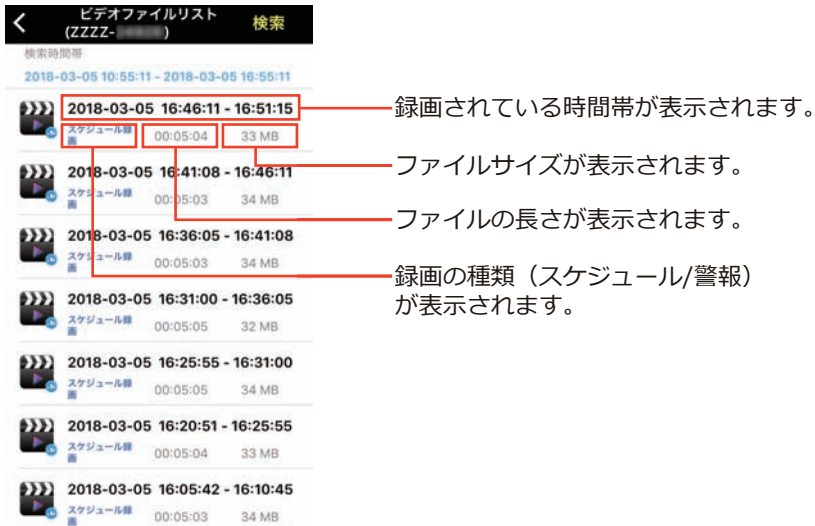 ビデオファイルリスト
(ZZZZ- )
検索
検索時間帯
2018-03-05 10:55:11 - 2018-03-05 16:55:11
2018-03-05 16:46:11 - 16:51:15
スケジュール録
画
00:05:04
33 MB
2018-03-05 16:41:08 - 16:46:11
スケジュール録
画
00:05:03
34 MB
2018-03-05 16:36:05 - 16:41:08
スケジュール録
画
00:05:03
34 MB
2018-03-05 16:31:00 - 16:36:05
スケジュール録
画
00:05:05
32 MB
2018-03-05 16:25:55 - 16:31:00
スケジュール録
画
00:05:05
34 MB
2018-03-05 16:20:51 - 16:25:55
スケジュール録
画
00:05:04
33 MB
2018-03-05 16:05:42 - 16:10:45
スケジュール録
画
00:05:03
34 MB
録画されている時間帯が表示されます。
ファイルサイズが表示されます。
ファイルの長さが表示されます。
録画の種類（スケジュール/警報）
が表示されます。